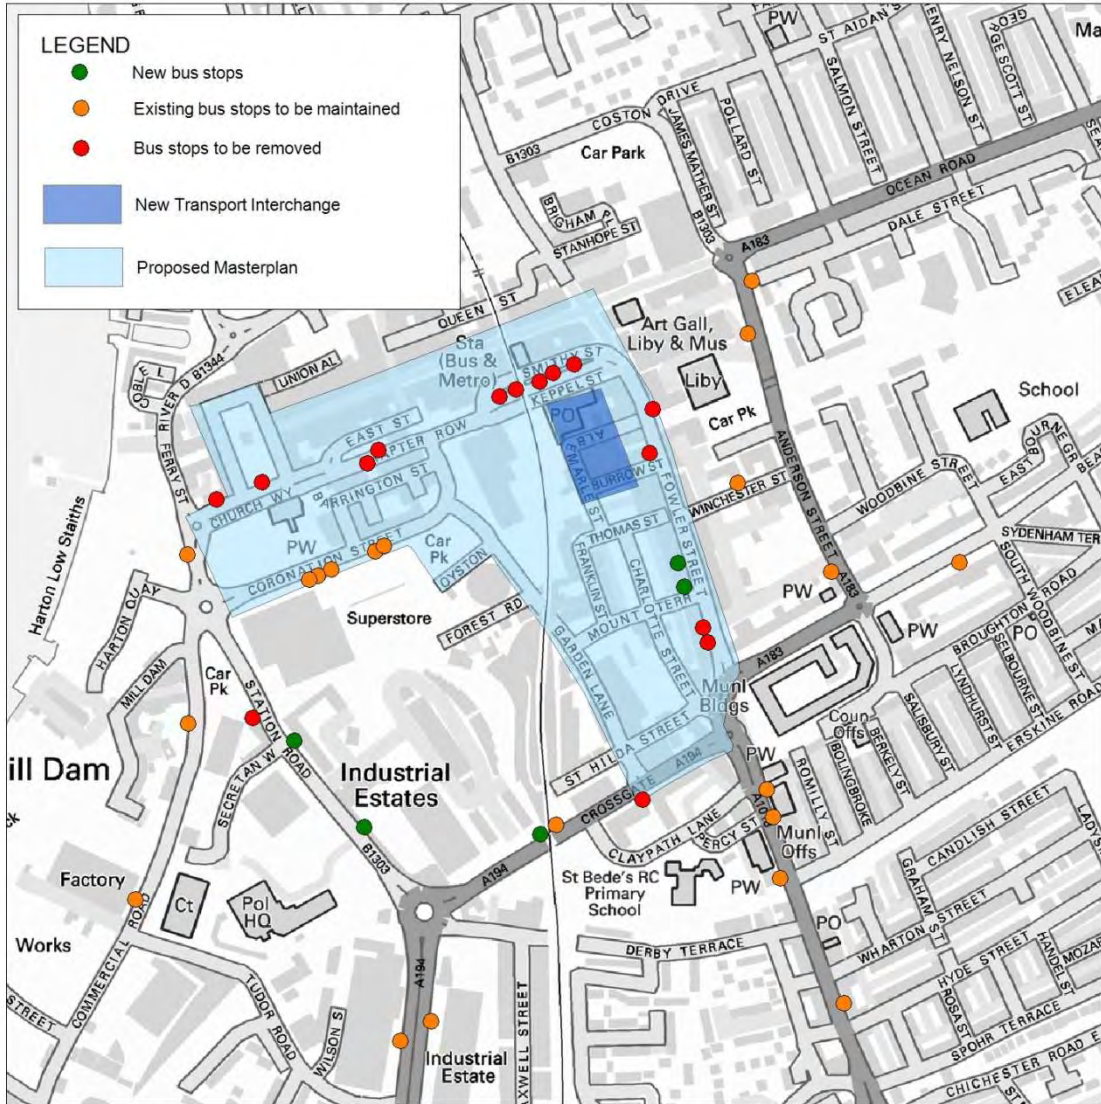 LEGEND
New bus stops
Existing bus stops to be maintained
Bus stops to be removed
New Transport Interchange
Proposed Masterplan
PW
ST AIDAN'S
HENRY NELSON ST
GEORGE SCOTT ST
Ma
SALMON STREET
COSTON DRIVE
POLLARD ST
JAMES MATHER ST
B1303
Car Park
OCEAN ROAD
BRIGHAM PL
STANHOPE ST
B1303
DALE STREET
A183
QUEEN ST
Art Gall,
Liby & Mus
Sta
(Bus &
Metro)
SMITHY ST
KEPPEL ST
UNION AL
COBLE L
RIVER D
B1344
FERRY ST
Liby
School
EAST ST
PO
Car Pk
ANDERSON STREET
BARRINGTON ST
BURROW ST
WINCHESTER ST
WOODBINE STREET
CHURCH WY
FOWLER STREET
THOMAS ST
Harton Low Staiths
PW
Car
Pk
CORONATION STREET
OYSTON
FRANKLIN ST
CHARLOTTE STREET
SYDENHAM TER
A183
PW
SOUTH WOODBINE ST
HARTON QUAY
Superstore
FOREST RD
MOUNT TERR
PW
BROUGHTON ROAD
PO
MILL DAM
Car
Pk
GARDEN LANE
A183
Munl
Bldgs
LYNDHURST ST
SELBOURNE ST
ERSKINE ROAD
STATION ROAD
SALISBURY ST
Coun
Offs
BERKELY ST
BOLINGBROKE
ill Dam
SECRETAN W
ST HILDA STREET
A194
CROSSGATE
PW
ROMILLY ST
Industrial
Estates
CLAYPATH LANE
PERCY ST
Munl
Offs
CANDLISH STREET
B1303
A194
St Bede's RC
Primary
School
PW
GRAHAM ST
Factory
Ct
Pol
HQ
PO
WHARTON STREET
Works
COMMERCIAL ROAD
DERBY TERRACE
HYDE STREET
HANDEL ST
A194
TUDOR ROAD
ROSA ST
SPOHR TERRACE
STREET
WILSON S
Industrial
Estate
AXWELL STREET
CHICHESTER ROAD E